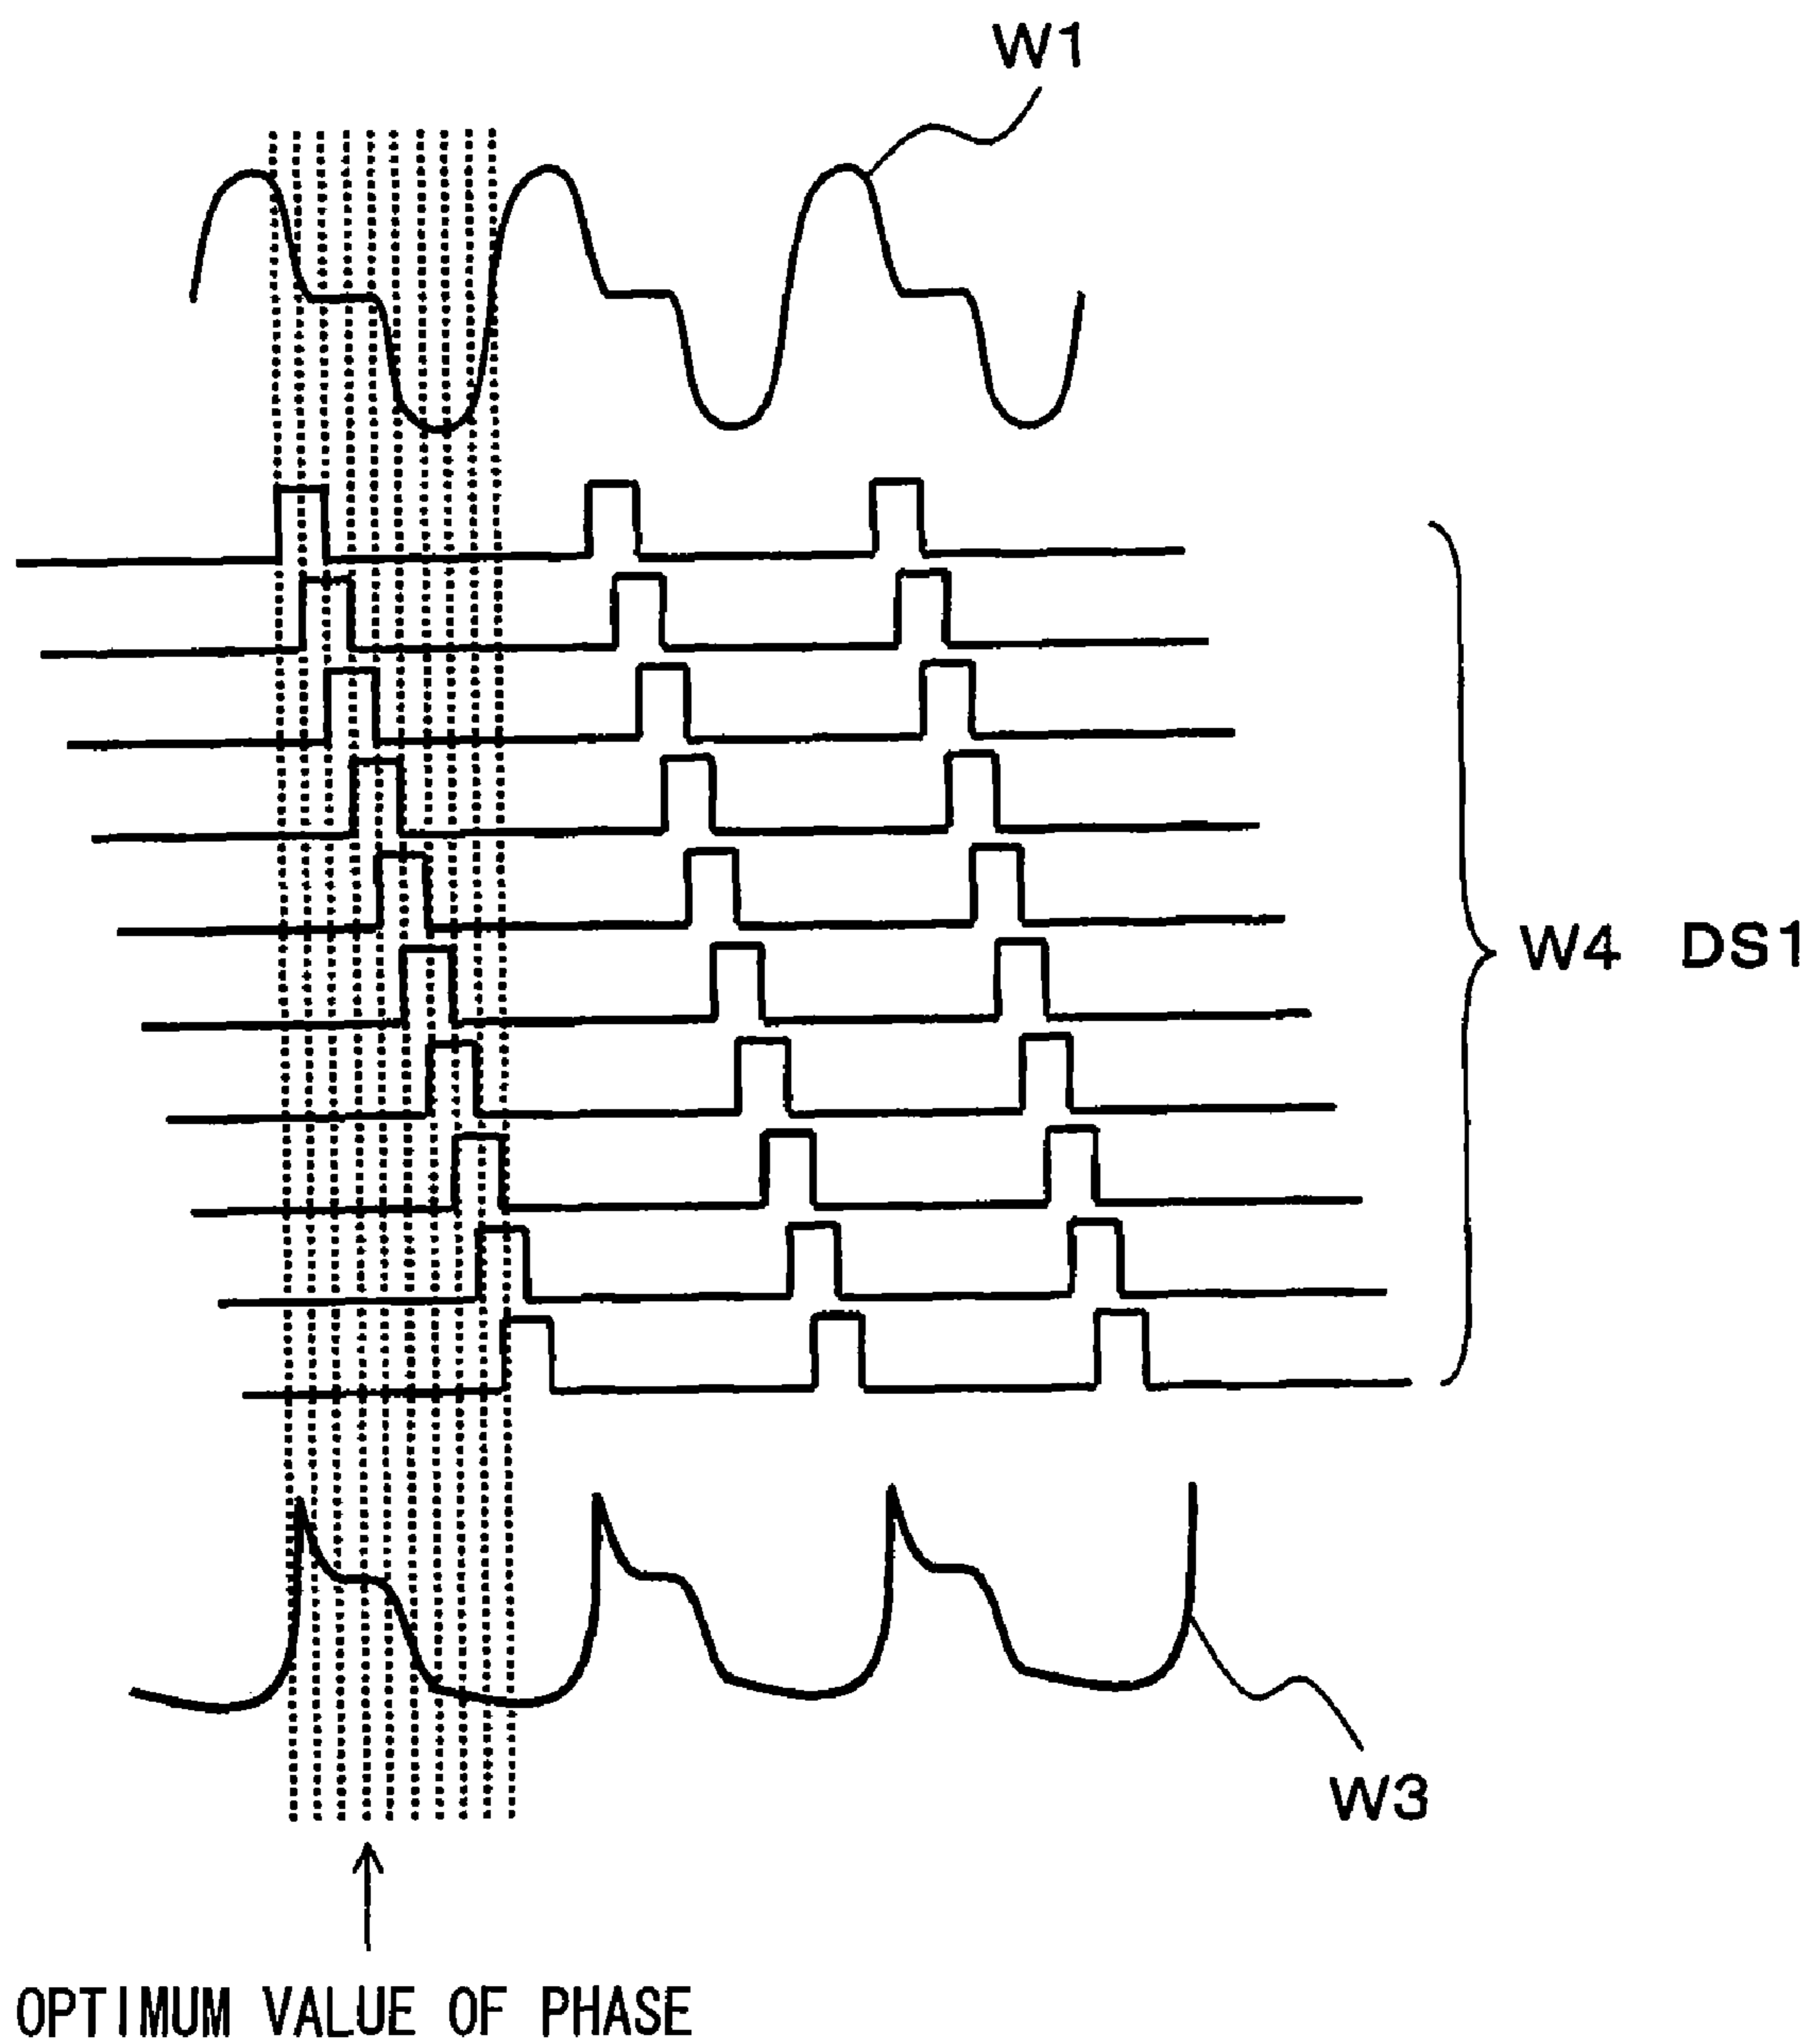 W1
W4 DS1
W3
OPTIMUM VALUE OF PHASE